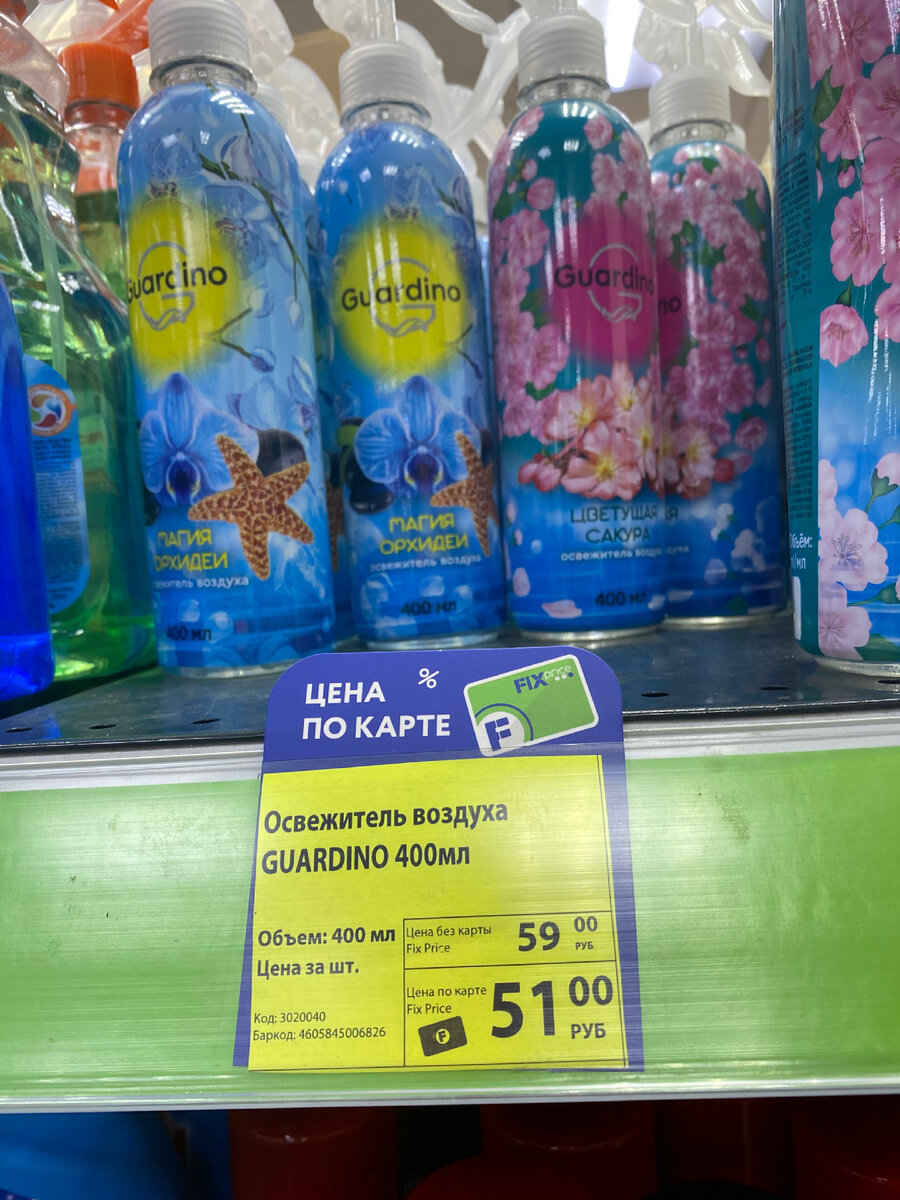 Guardino
МАГИЯ
ОРХИДЕИ
освежитель воздуха
400 мл
Guardino
МАГИЯ
ОРХИДЕИ
освежитель воздуха
400 мл
Guardino
ЦВЕТУЩАЯ
САКУРА
освежитель воздуха
400 мл
Объём:
ЦЕНА %
ПО КАРТЕ
FIX price
F
Освежитель воздуха
GUARDINO 400мл
Объем: 400 мл
Цена за шт.
Код: 3020040
Баркод: 4605845006826
Цена без карты
Fix Price
59 00
РУБ
Цена по карте
Fix Price
F
51 00
РУБ